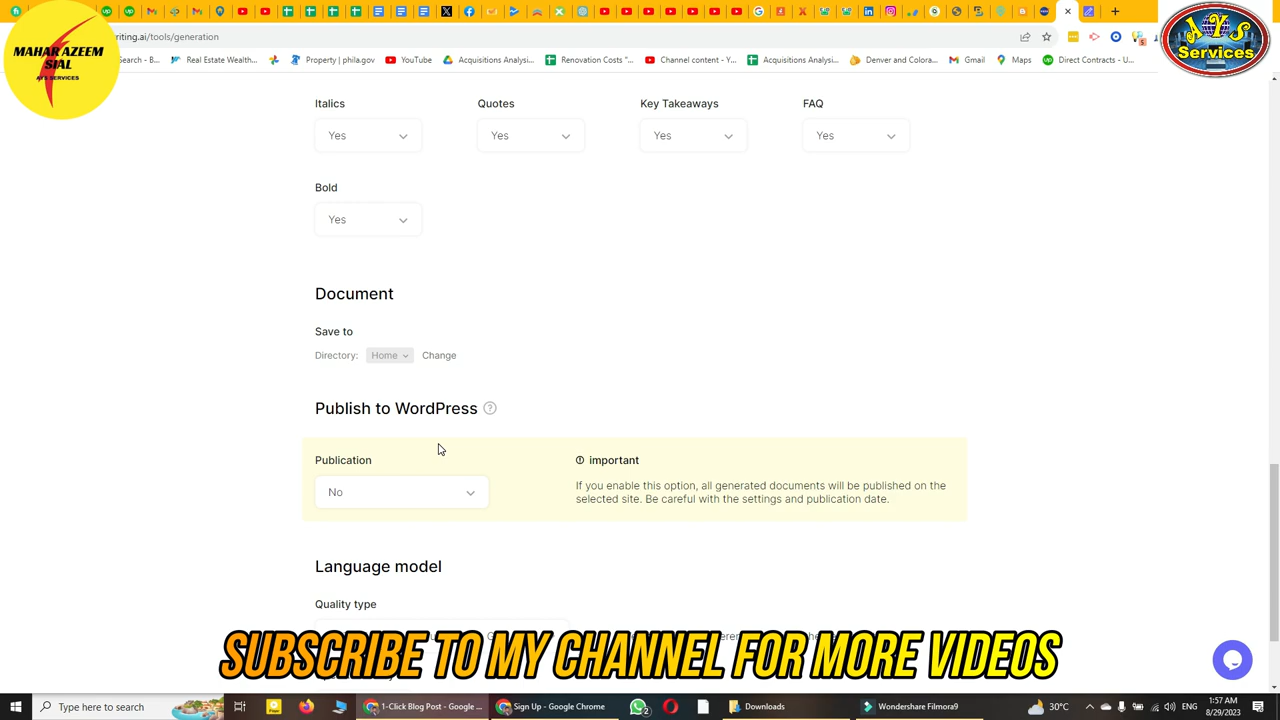 MAHAR AZEEM
SIAL
AYS SERVICES
AYS
Services
riting.ai/tools/generation
Search - B...
Real Estate Wealth...
Property | phila.gov
YouTube
Acquisitions Analysi...
Renovation Costs "...
Channel content - Y...
Acquisitions Analysi...
Denver and Colora...
Gmail
Maps
Direct Contracts - U...
Italics
Quotes
Key Takeaways
FAQ
Yes
Yes
Yes
Yes
Bold
Yes
Document
Save to
Directory: Home Change
Publish to WordPress
Publication
important
No
If you enable this option, all generated documents will be published on the
selected site. Be careful with the settings and publication date.
Language model
Quality type
SUBSCRIBE TO MY CHANNEL FOR MORE VIDEOS
Type here to search
1-Click Blog Post - Google ...
Sign Up - Google Chrome
2
Downloads
Wondershare Filmora9
30°C
ENG
1:57 AM
8/29/2023